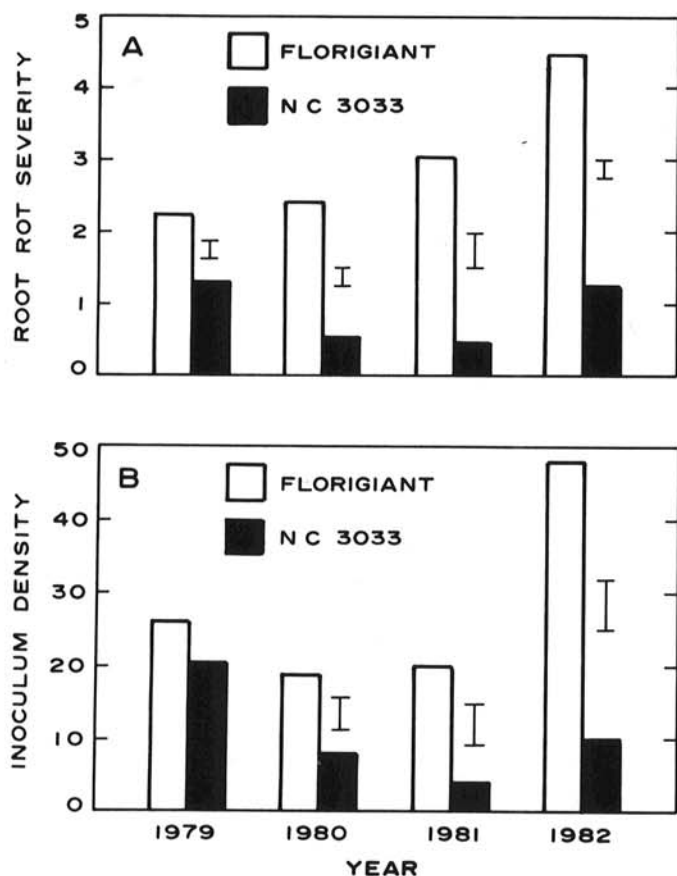 A
FLORIGIANT
NC 3033
ROOT ROT SEVERITY
5
4
3
2
1
0
B
FLORIGIANT
NC 3033
INOCULUM DENSITY
50
40
30
20
10
0
1979 1980 1981 1982
YEAR